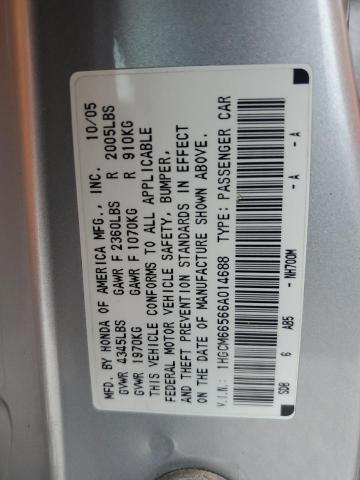 MFD. BY HONDA OF AMERICA MFG., INC. 10/05
GVWR 4345LBS GAWR F 2360LBS R 2005LBS
GVWR 1970KG GAWR F 1070KG R 910KG
THIS VEHICLE CONFORMS TO ALL APPLICABLE
FEDERAL MOTOR VEHICLE SAFETY, BUMPER,
AND THEFT PREVENTION STANDARDS IN EFFECT
ON THE DATE OF MANUFACTURE SHOWN ABOVE.
V.I.N.: 1HGCM66566A014688 TYPE: PASSENGER CAR
SDB 6 AB5 - NH700M - A - A